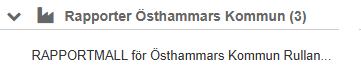 Rapporter Östhammars Kommun (3)
RAPPORTMALL för Östhammars Kommun Rullan...